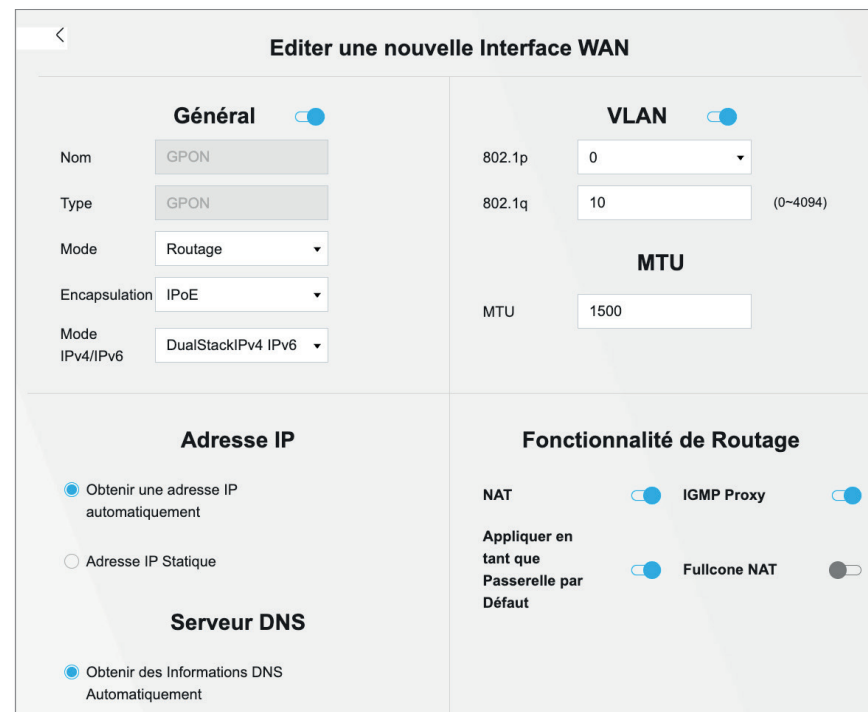 Editer une nouvelle Interface WAN
Général
Nom
GPON
Type
GPON
Mode
Routage
Encapsulation
IPoE
Mode
IPv4/IPv6
DualStackIPv4 IPv6
VLAN
802.1p
0
802.1q
10
(0~4094)
MTU
MTU
1500
Adresse IP
Obtenir une adresse IP
automatiquement
Adresse IP Statique
Serveur DNS
Obtenir des Informations DNS
Automatiquement
Fonctionnalité de Routage
NAT
IGMP Proxy
Appliquer en
tant que
Passerelle par
Défaut
Fullcone NAT